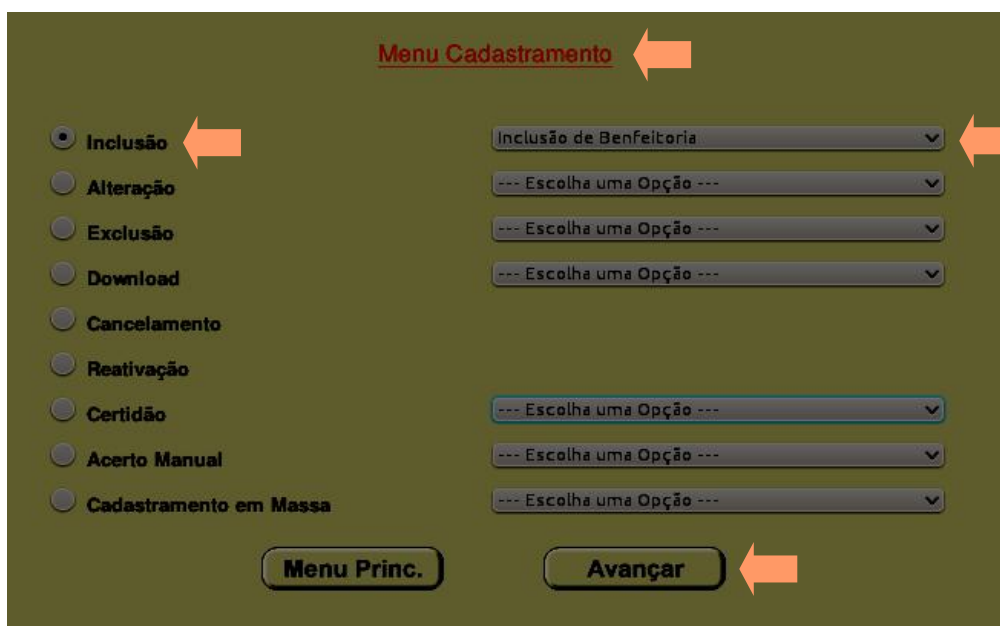 Menu Cadastramento
Inclusão Inclusão de Benfeitoria
Alteração --- Escolha uma Opção ---
Exclusão --- Escolha uma Opção ---
Download --- Escolha uma Opção ---
Cancelamento
Reativação
Certidão --- Escolha uma Opção ---
Acerto Manual --- Escolha uma Opção ---
Cadastramento em Massa --- Escolha uma Opção ---
Menu Princ. Avançar